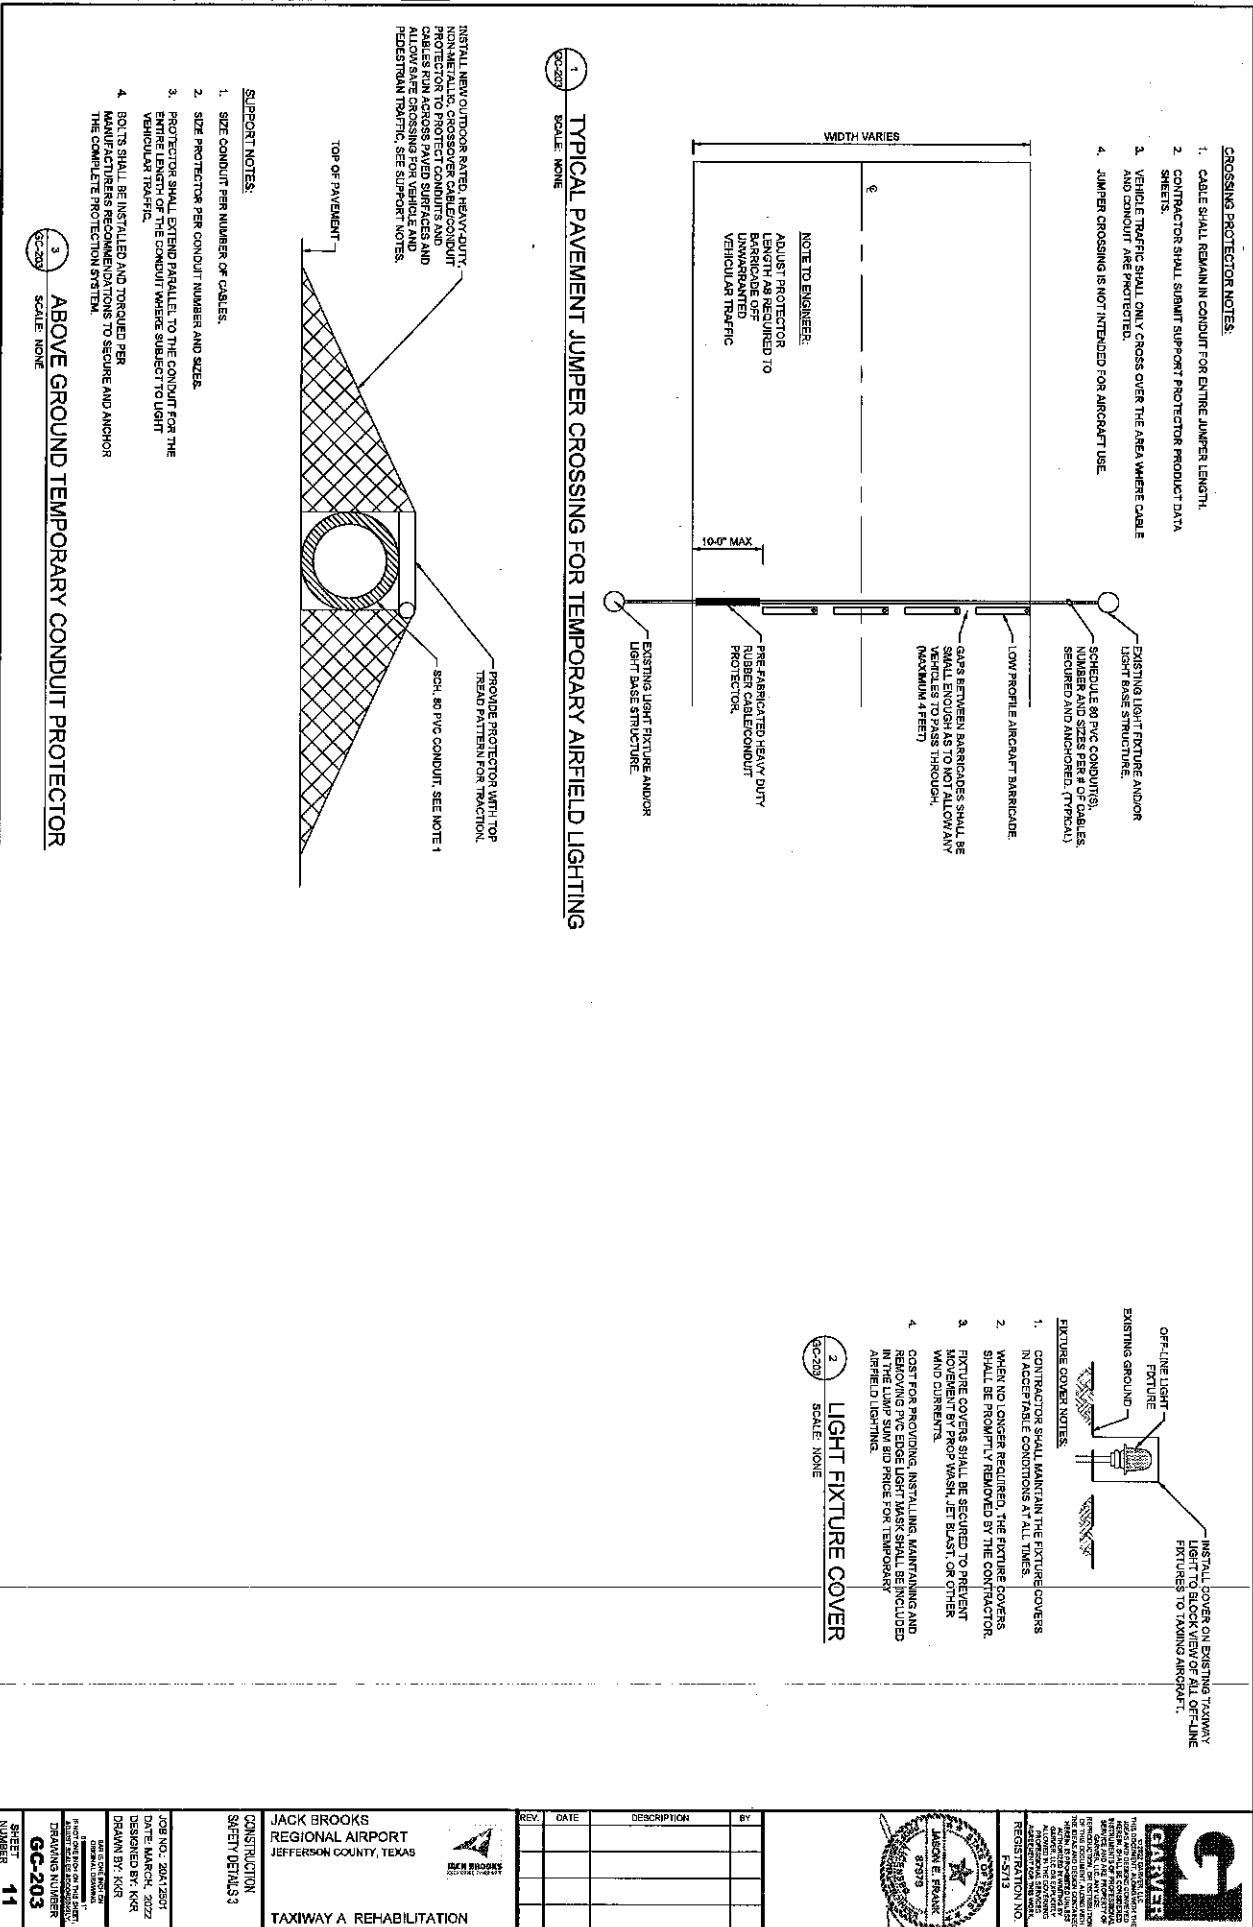 CROSSING PROTECTOR NOTES:
1. CABLE SHALL REMAIN IN CONDUIT FOR ENTIRE JUMPER LENGTH.
2. CONTRACTOR SHALL SUBMIT SUPPORT PROTECTOR PRODUCT DATA
SHEETS.
3. VEHICLE TRAFFIC SHALL ONLY CROSS OVER THE AREA WHERE CABLE
AND CONDUIT ARE PROTECTED.
4. JUMPER CROSSING IS NOT INTENDED FOR AIRCRAFT USE.
WIDTH VARIES
NOTE TO ENGINEER:
ADJUST PROTECTOR
LENGTH AS REQUIRED TO
BARRICADE OFF
UNWARRANTED
VEHICULAR TRAFFIC
10'-0" MAX
EXISTING LIGHT FIXTURE AND/OR
LIGHT BASE STRUCTURE.
SCHEDULE 80 PVC CONDUIT(S),
NUMBER AND SIZES PER # OF CABLES.
SECURED AND ANCHORED. (TYPICAL)
LOW PROFILE AIRCRAFT BARRICADE.
GAPS BETWEEN BARRICADES SHALL BE
SMALL ENOUGH AS TO NOT ALLOW ANY
VEHICLES TO PASS THROUGH.
(MAXIMUM 4 FEET)
PRE-FABRICATED HEAVY DUTY
RUBBER CABLE/CONDUIT
PROTECTOR.
EXISTING LIGHT FIXTURE AND/OR
LIGHT BASE STRUCTURE.
1
GC-203
TYPICAL PAVEMENT JUMPER CROSSING FOR TEMPORARY AIRFIELD LIGHTING
SCALE: NONE
INSTALL NEW OUTDOOR RATED, HEAVY-DUTY,
NON-METALLIC, CROSSOVER CABLE/CONDUIT
PROTECTOR TO PROTECT CONDUITS AND
CABLES RUN ACROSS PAVED SURFACES AND
ALLOW SAFE CROSSING FOR VEHICLE AND
PEDESTRIAN TRAFFIC, SEE SUPPORT NOTES.
TOP OF PAVEMENT
PROVIDE PROTECTOR WITH TOP
TREAD PATTERN FOR TRACTION.
SCH. 80 PVC CONDUIT, SEE NOTE 1
SUPPORT NOTES:
1. SIZE CONDUIT PER NUMBER OF CABLES.
2. SIZE PROTECTOR PER CONDUIT NUMBER AND SIZES.
3. PROTECTOR SHALL EXTEND PARALLEL TO THE CONDUIT FOR THE
ENTIRE LENGTH OF THE CONDUIT WHERE SUBJECT TO LIGHT
VEHICULAR TRAFFIC.
4. BOLTS SHALL BE INSTALLED AND TORQUED PER
MANUFACTURERS RECOMMENDATIONS TO SECURE AND ANCHOR
THE COMPLETE PROTECTION SYSTEM.
3
GC-203
ABOVE GROUND TEMPORARY CONDUIT PROTECTOR
SCALE: NONE
OFF-LINE LIGHT
FIXTURE
EXISTING GROUND
INSTALL COVER ON EXISTING TAXIWAY
LIGHT TO BLOCK VIEW OF ALL OFF-LINE
FIXTURES TO TAXIING AIRCRAFT.
FIXTURE COVER NOTES:
1. CONTRACTOR SHALL MAINTAIN THE FIXTURE COVERS
IN ACCEPTABLE CONDITIONS AT ALL TIMES.
2. WHEN NO LONGER REQUIRED, THE FIXTURE COVERS
SHALL BE PROMPTLY REMOVED BY THE CONTRACTOR.
3. FIXTURE COVERS SHALL BE SECURED TO PREVENT
MOVEMENT BY PROP WASH, JET BLAST, OR OTHER
WIND CURRENTS.
4. COST FOR PROVIDING, INSTALLING, MAINTAINING AND
REMOVING PVC EDGE LIGHT MASK SHALL BE INCLUDED
IN THE LUMP SUM BID PRICE FOR TEMPORARY
AIRFIELD LIGHTING.
2
GC-203
LIGHT FIXTURE COVER
SCALE: NONE
GARVER
REGISTRATION NO.
F-5713
JASON E. FRANK
87979
REV. DATE DESCRIPTION BY
JACK BROOKS
REGIONAL AIRPORT
JEFFERSON COUNTY, TEXAS
TAXIWAY A REHABILITATION
CONSTRUCTION
SAFETY DETAILS 3
JOB NO.: 20A12501
DATE: MARCH, 2022
DESIGNED BY: KKR
DRAWN BY: KKR
DRAWING NUMBER
GC-203
SHEET
NUMBER 11